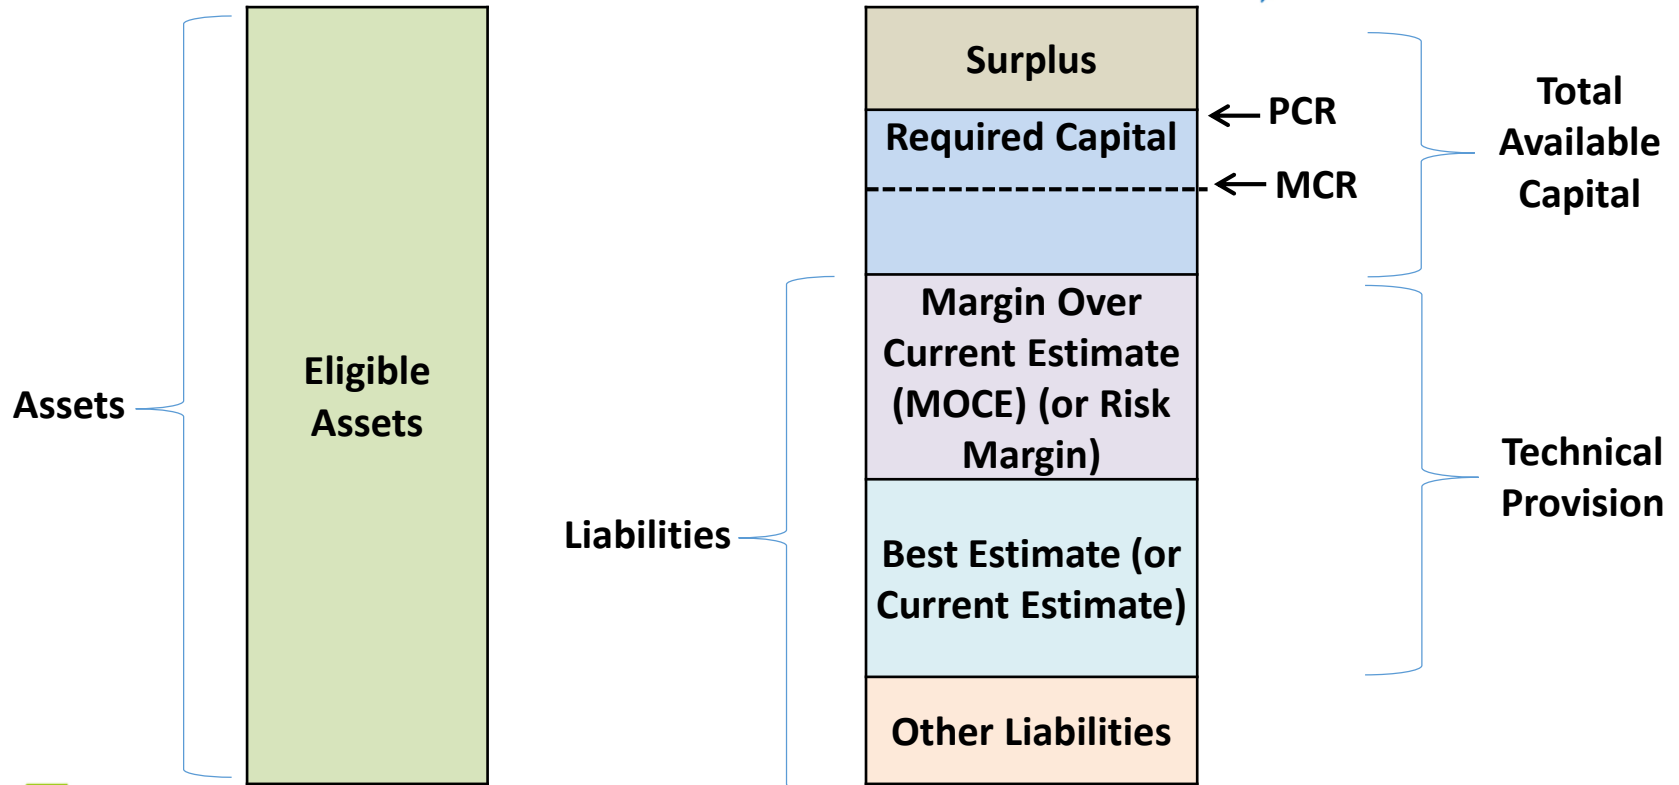 Assets
Eligible
Assets
Liabilities
Surplus
Required Capital
Margin Over
Current Estimate
(MOCE) (or Risk
Margin)
Best Estimate (or
Current Estimate)
Other Liabilities
PCR
MCR
Total
Available
Capital
Technical
Provision